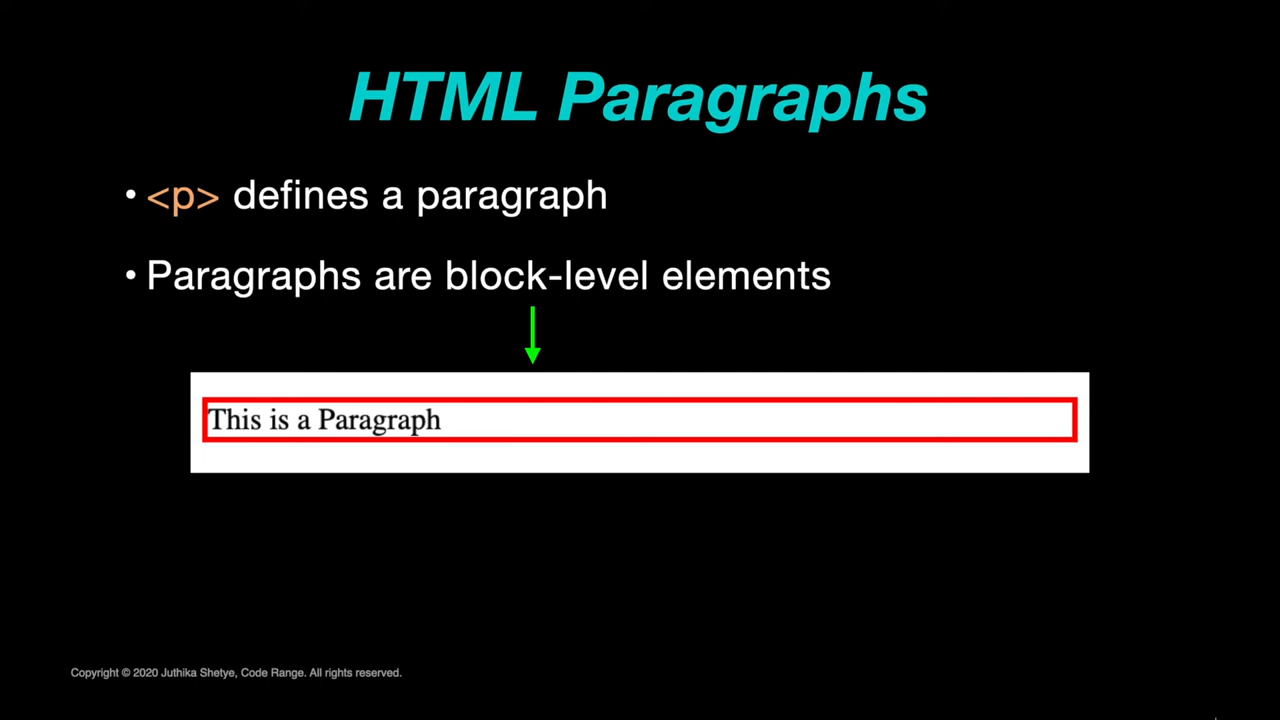 HTML Paragraphs
• <p> defines a paragraph
• Paragraphs are block-level elements
This is a Paragraph
Copyright © 2020 Juthika Shetye, Code Range. All rights reserved.